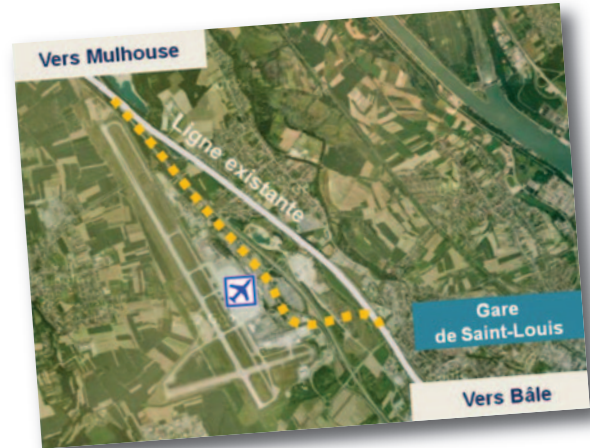 Vers Mulhouse
Ligne existante
Gare
de Saint-Louis
Vers Bâle